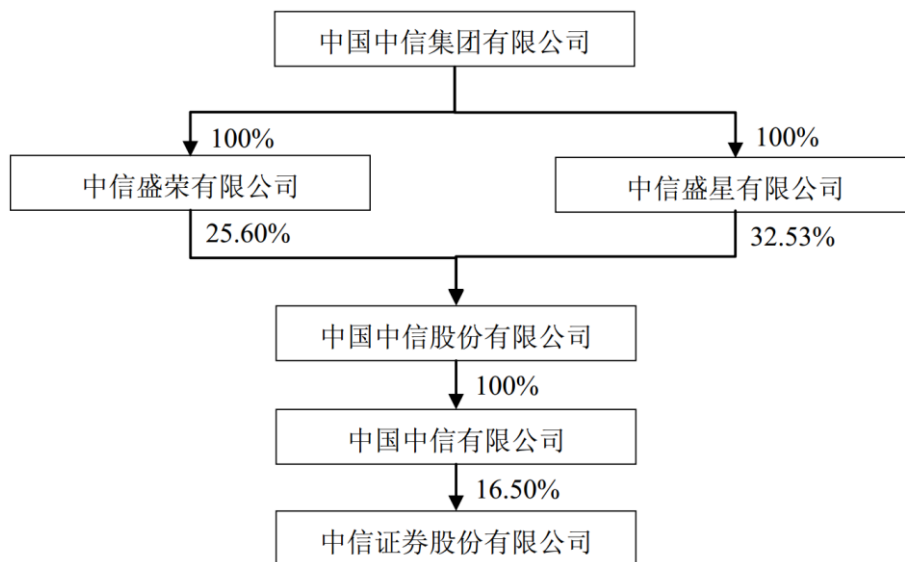 中国中信集团有限公司
100%
100%
中信盛荣有限公司
中信盛星有限公司
25.60%
32.53%
中国中信股份有限公司
100%
中国中信有限公司
16.50%
中信证券股份有限公司